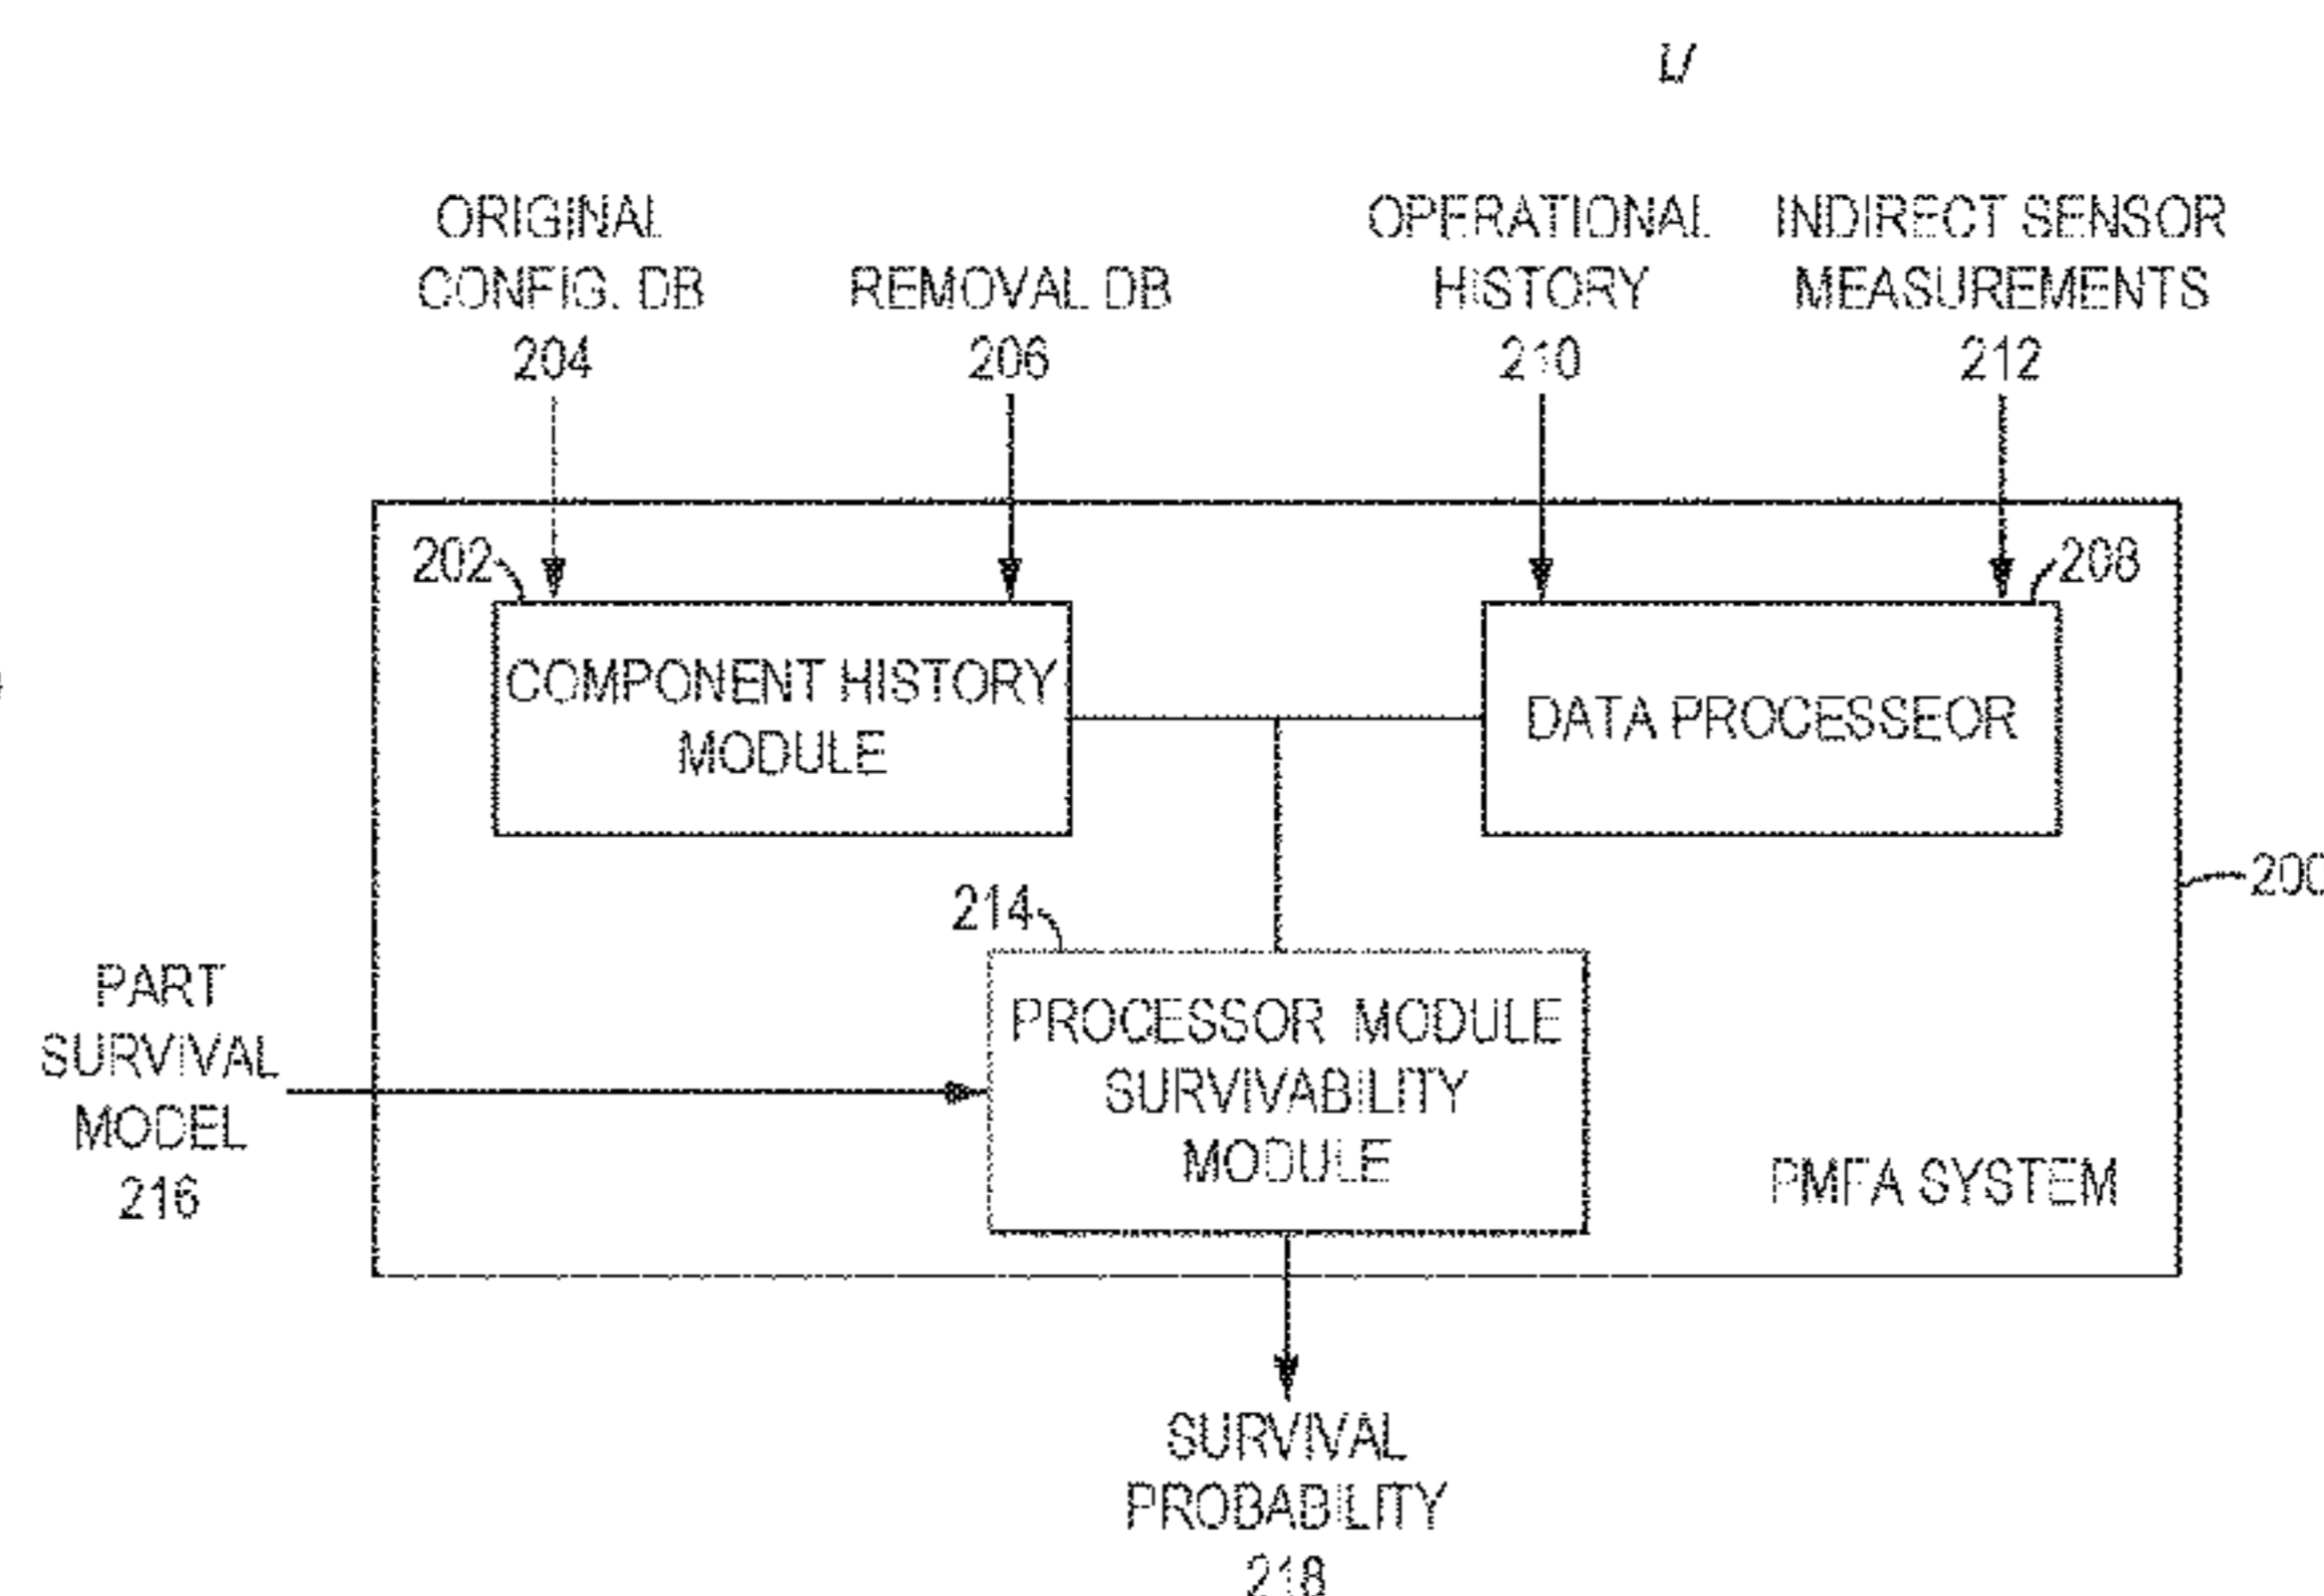 ORIGINAL
CONFIG. DB
204
REMOVAL DB
206
OPERATIONAL
HISTORY
210
INDIRECT SENSOR
MEASUREMENTS
212
202
208
COMPONENT HISTORY
MODULE
DATA PROCESSEOR
200
214
PART
SURVIVAL
MODEL
216
PROCESSOR MODULE
SURVIVABILITY
MODULE
PMFA SYSTEM
SURVIVAL
PROBABILITY
218